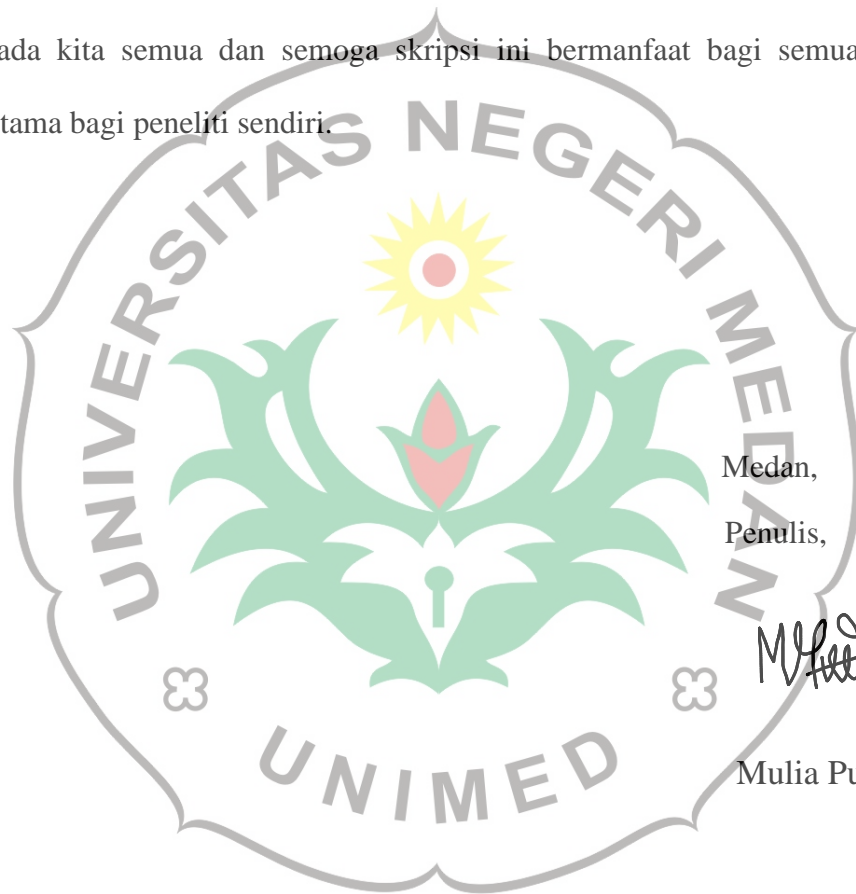 ada kita semua dan semoga skripsi ini bermanfaat bagi semua
tama bagi peneliti sendiri.
UNIVERSITAS NEGERI MEDAN
Medan,
Penulis,
Mulia Pu
UNIMED